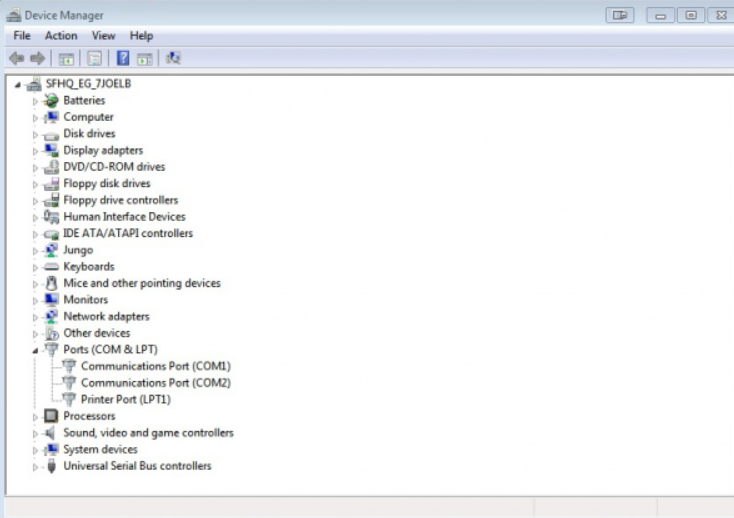 Device Manager
File Action View Help
SFHQ_EG_7JOELB
Batteries
Computer
Disk drives
Display adapters
DVD/CD-ROM drives
Floppy disk drives
Floppy drive controllers
Human Interface Devices
IDE ATA/ATAPI controllers
Jungo
Keyboards
Mice and other pointing devices
Monitors
Network adapters
Other devices
Ports (COM & LPT)
Communications Port (COM1)
Communications Port (COM2)
Printer Port (LPT1)
Processors
Sound, video and game controllers
System devices
Universal Serial Bus controllers